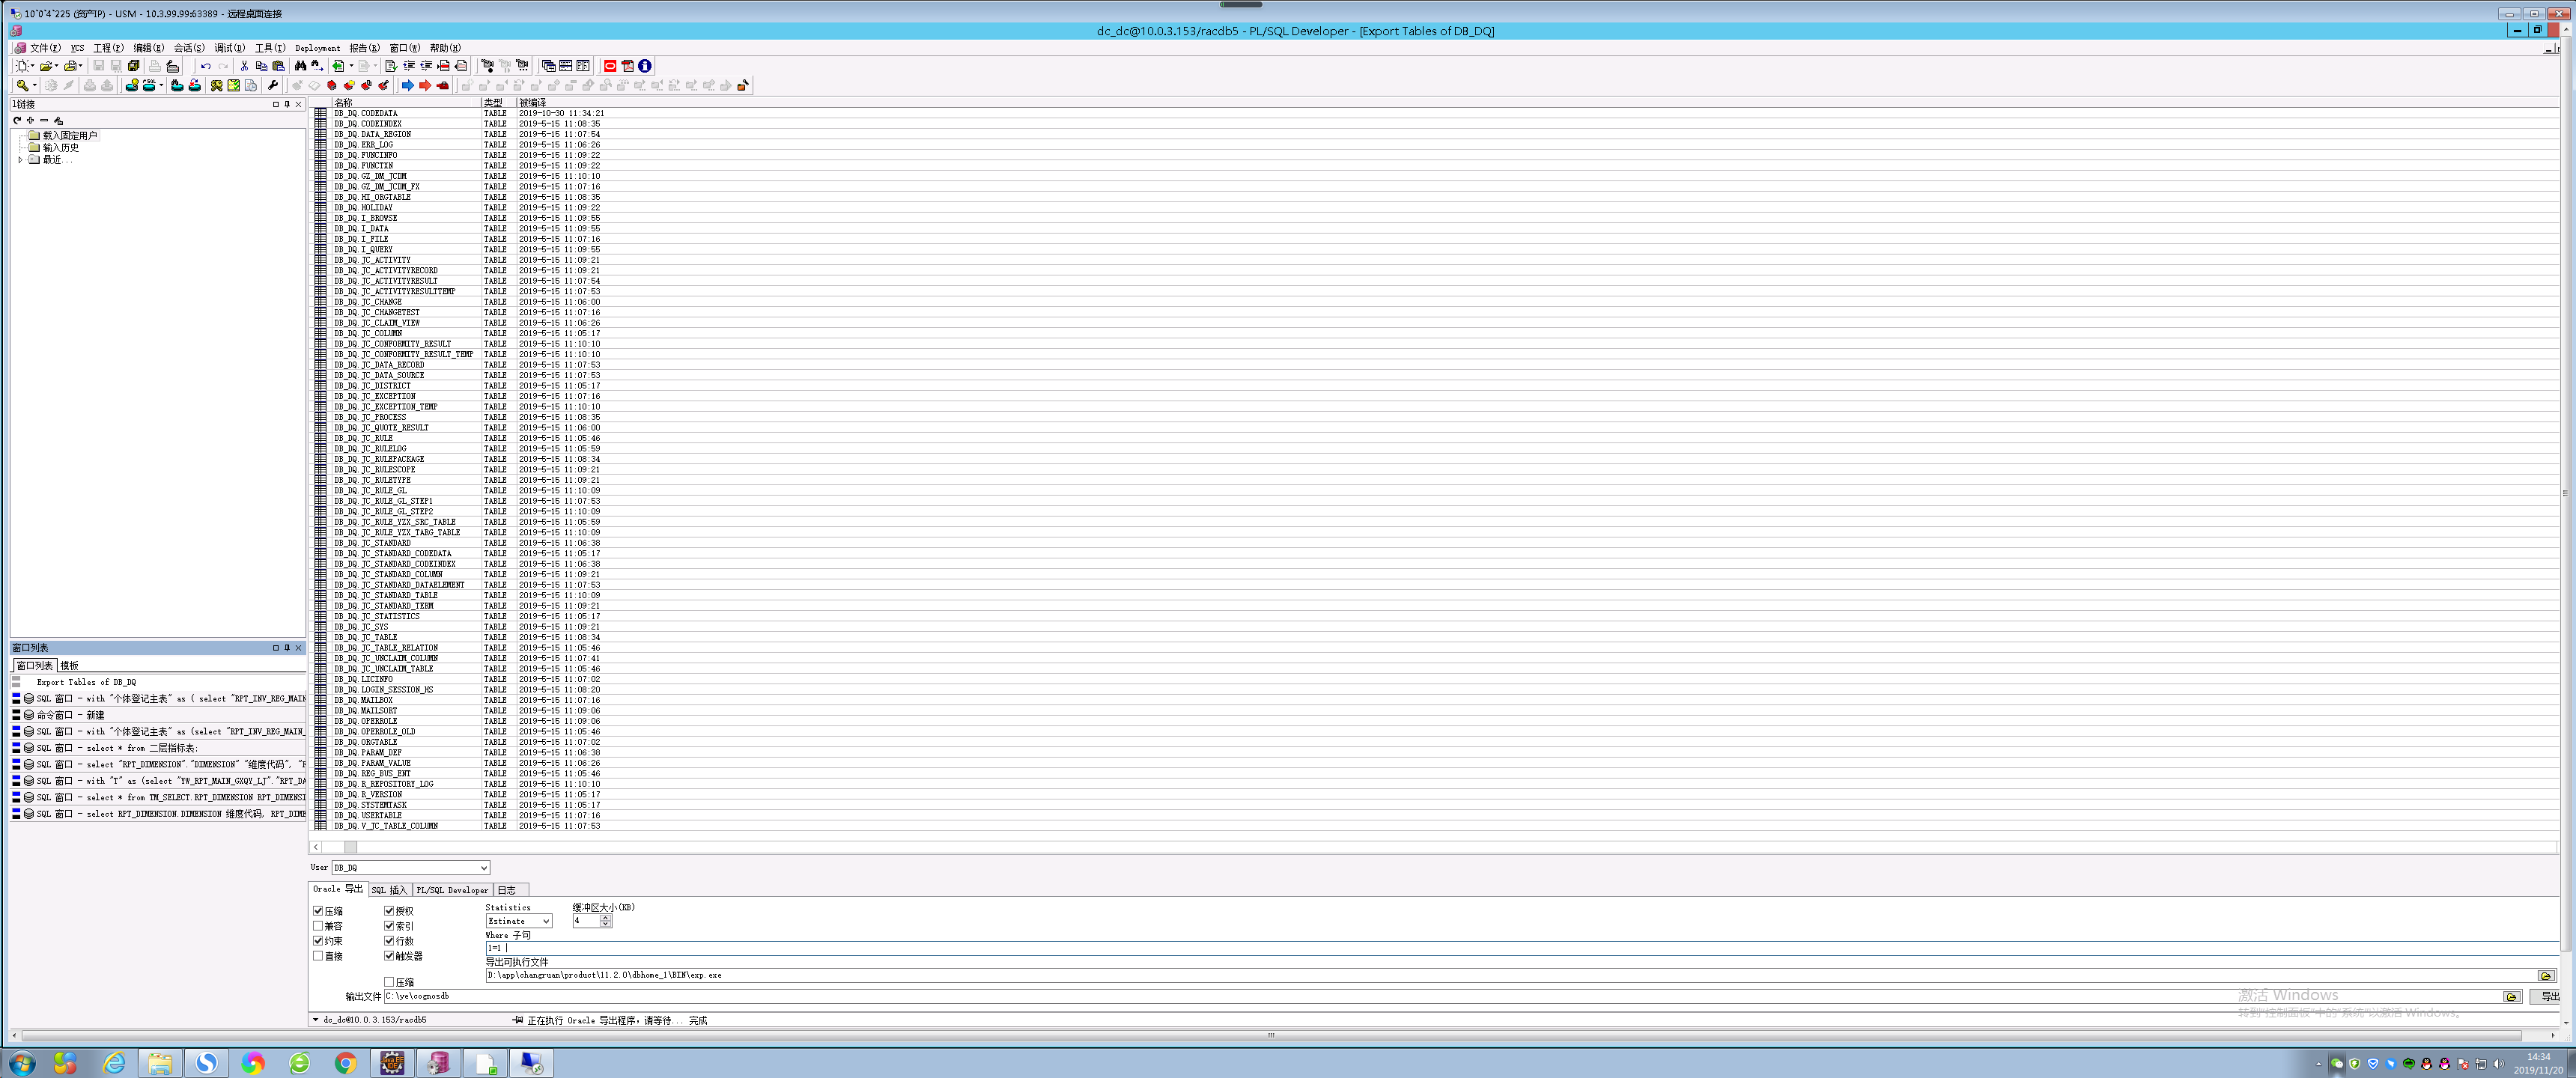 10`0`4`225 (资产IP) - USM - 10.3.99.99:63389 - 远程桌面连接
dc_dc@10.0.3.153/racdb5 - PL/SQL Developer - [Export Tables of DB_DQ]
文件(F) VCS 工程(P) 编辑(E) 会话(S) 调试(D) 工具(T) Deployment 报告(R) 窗口(W) 帮助(H)
1链接
载入固定用户
输入历史
最近...
名称 类型 被编译
DB_DQ.CODEDATA TABLE 2019-10-30 11:34:21
DB_DQ.CODEINDEX TABLE 2019-5-15 11:08:35
DB_DQ.DATA_REGION TABLE 2019-5-15 11:07:54
DB_DQ.ERR_LOG TABLE 2019-5-15 11:06:26
DB_DQ.FUNCINFO TABLE 2019-5-15 11:09:22
DB_DQ.FUNCTXN TABLE 2019-5-15 11:09:22
DB_DQ.GZ_DM_JCDM TABLE 2019-5-15 11:10:10
DB_DQ.GZ_DM_JCDM_FX TABLE 2019-5-15 11:07:16
DB_DQ.HI_ORGTABLE TABLE 2019-5-15 11:08:35
DB_DQ.HOLIDAY TABLE 2019-5-15 11:09:22
DB_DQ.I_BROWSE TABLE 2019-5-15 11:09:55
DB_DQ.I_DATA TABLE 2019-5-15 11:09:55
DB_DQ.I_FILE TABLE 2019-5-15 11:07:16
DB_DQ.I_QUERY TABLE 2019-5-15 11:09:55
DB_DQ.JC_ACTIVITY TABLE 2019-5-15 11:09:21
DB_DQ.JC_ACTIVITYRECORD TABLE 2019-5-15 11:09:21
DB_DQ.JC_ACTIVITYRESULT TABLE 2019-5-15 11:07:54
DB_DQ.JC_ACTIVITYRESULTTEMP TABLE 2019-5-15 11:07:53
DB_DQ.JC_CHANGE TABLE 2019-5-15 11:06:00
DB_DQ.JC_CHANGETEST TABLE 2019-5-15 11:07:16
DB_DQ.JC_CLAIM_VIEW TABLE 2019-5-15 11:06:26
DB_DQ.JC_COLUMN TABLE 2019-5-15 11:05:17
DB_DQ.JC_CONFORMITY_RESULT TABLE 2019-5-15 11:10:10
DB_DQ.JC_CONFORMITY_RESULT_TEMP TABLE 2019-5-15 11:10:10
DB_DQ.JC_DATA_RECORD TABLE 2019-5-15 11:07:53
DB_DQ.JC_DATA_SOURCE TABLE 2019-5-15 11:07:53
DB_DQ.JC_DISTRICT TABLE 2019-5-15 11:05:17
DB_DQ.JC_EXCEPTION TABLE 2019-5-15 11:07:16
DB_DQ.JC_EXCEPTION_TEMP TABLE 2019-5-15 11:10:10
DB_DQ.JC_PROCESS TABLE 2019-5-15 11:08:35
DB_DQ.JC_QUOTE_RESULT TABLE 2019-5-15 11:06:00
DB_DQ.JC_RULE TABLE 2019-5-15 11:05:46
DB_DQ.JC_RULELOG TABLE 2019-5-15 11:05:59
DB_DQ.JC_RULEPACKAGE TABLE 2019-5-15 11:08:34
DB_DQ.JC_RULESCOPE TABLE 2019-5-15 11:09:21
DB_DQ.JC_RULETYPE TABLE 2019-5-15 11:09:21
DB_DQ.JC_RULE_GL TABLE 2019-5-15 11:10:09
DB_DQ.JC_RULE_GL_STEP1 TABLE 2019-5-15 11:07:53
DB_DQ.JC_RULE_GL_STEP2 TABLE 2019-5-15 11:10:09
DB_DQ.JC_RULE_YZX_SRC_TABLE TABLE 2019-5-15 11:05:59
DB_DQ.JC_RULE_YZX_TARG_TABLE TABLE 2019-5-15 11:10:09
DB_DQ.JC_STANDARD TABLE 2019-5-15 11:06:38
DB_DQ.JC_STANDARD_CODEDATA TABLE 2019-5-15 11:05:17
DB_DQ.JC_STANDARD_CODEINDEX TABLE 2019-5-15 11:06:38
DB_DQ.JC_STANDARD_COLUMN TABLE 2019-5-15 11:09:21
DB_DQ.JC_STANDARD_DATAELEMENT TABLE 2019-5-15 11:07:53
DB_DQ.JC_STANDARD_TABLE TABLE 2019-5-15 11:10:09
DB_DQ.JC_STANDARD_TERM TABLE 2019-5-15 11:09:21
DB_DQ.JC_STATISTICS TABLE 2019-5-15 11:05:17
DB_DQ.JC_SYS TABLE 2019-5-15 11:09:21
DB_DQ.JC_TABLE TABLE 2019-5-15 11:08:34
DB_DQ.JC_TABLE_RELATION TABLE 2019-5-15 11:05:46
DB_DQ.JC_UNCLAIM_COLUMN TABLE 2019-5-15 11:07:41
DB_DQ.JC_UNCLAIM_TABLE TABLE 2019-5-15 11:05:46
DB_DQ.LICINFO TABLE 2019-5-15 11:07:02
DB_DQ.LOGIN_SESSION_HS TABLE 2019-5-15 11:08:20
DB_DQ.MAILBOX TABLE 2019-5-15 11:07:16
DB_DQ.MAILSORT TABLE 2019-5-15 11:09:06
DB_DQ.OPERROLE TABLE 2019-5-15 11:09:06
DB_DQ.OPERROLE_OLD TABLE 2019-5-15 11:05:46
DB_DQ.ORGTABLE TABLE 2019-5-15 11:07:02
DB_DQ.PARAM_DEF TABLE 2019-5-15 11:06:38
DB_DQ.PARAM_VALUE TABLE 2019-5-15 11:06:26
DB_DQ.REG_BUS_ENT TABLE 2019-5-15 11:05:46
DB_DQ.R_REPOSITORY_LOG TABLE 2019-5-15 11:10:10
DB_DQ.R_VERSION TABLE 2019-5-15 11:05:17
DB_DQ.SYSTEMTASK TABLE 2019-5-15 11:05:17
DB_DQ.USERTABLE TABLE 2019-5-15 11:07:16
DB_DQ.V_JC_TABLE_COLUMN TABLE 2019-5-15 11:07:53
窗口列表
窗口列表 模板
Export Tables of DB_DQ
SQL 窗口 - with "个体登记主表" as ( select "RPT_INV_REG_MAIN
命令窗口 - 新建
SQL 窗口 - with "个体登记主表" as (select "RPT_INV_REG_MAIN_
SQL 窗口 - select * from 二层指标表;
SQL 窗口 - select "RPT_DIMENSION"."DIMENSION" "维度代码", "R
SQL 窗口 - with "T" as (select "YW_RPT_MAIN_GXQY_LJ"."RPT_DA
SQL 窗口 - select * from TM_SELECT.RPT_DIMENSION RPT_DIMENSI
SQL 窗口 - select RPT_DIMENSION.DIMENSION 维度代码, RPT_DIME
User DB_DQ
Oracle 导出 SQL 插入 PL/SQL Developer 日志
压缩 授权 Statistics 缓冲区大小(KB)
兼容 索引 Estimate 4
约束 行数 Where 子句
1=1
直接 触发器 导出可执行文件
D:\app\changruan\product\11.2.0\dbhome_1\BIN\exp.exe
压缩
输出文件 C:\ye\cognosdb 导出
激活 Windows
转到"控制面板"中的"系统"以激活 Windows。
dc_dc@10.0.3.153/racdb5 正在执行 Oracle 导出程序，请等待... 完成
14:34
2019/11/20